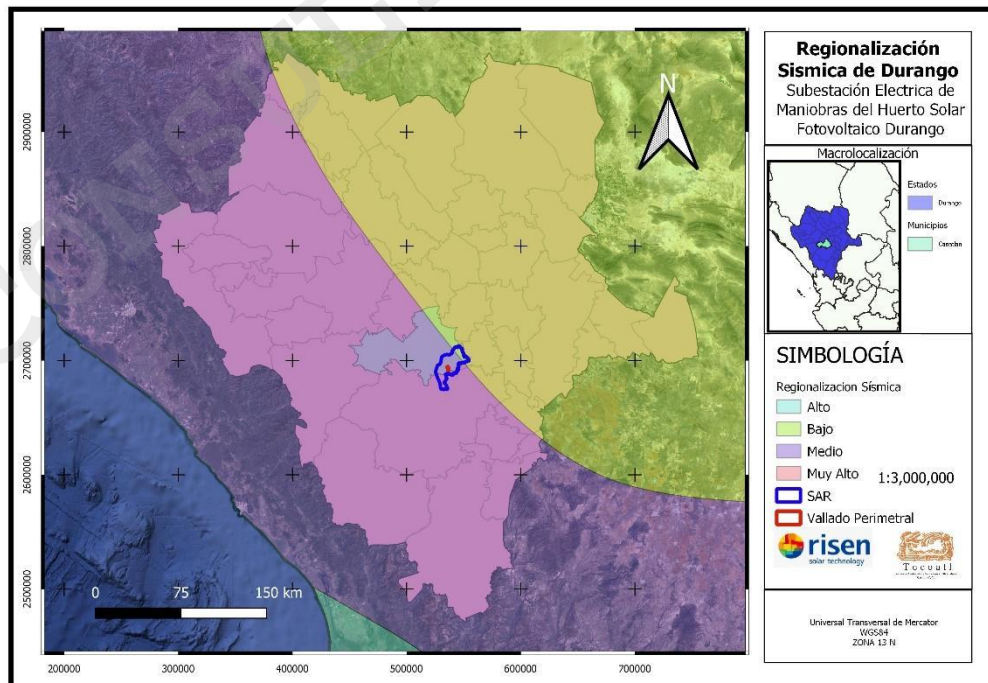 Regionalización
Sismica de Durango
Subestación Electrica de
Maniobras del Huerto Solar
Fotovoltaico Durango
Macrolocalización
Estados
Durango
Municipios
Canatlan
SIMBOLOGÍA
Regionalizacion Sísmica
Alto
Bajo
Medio
Muy Alto
1:3,000,000
SAR
Vallado Perimetral
risen
solar technology
Tocoutl
Universal Transversal de Mercator
WGS84
ZONA 13 N
N
2900000
2800000
2700000
2600000
2500000
0 75 150 km
200000 300000 400000 500000 600000 700000